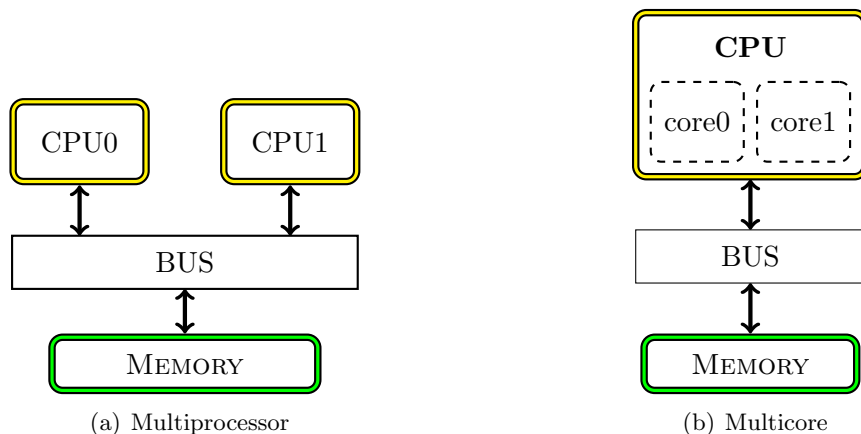 CPU0
CPU1
BUS
MEMORY
(a) Multiprocessor
CPU
core0
core1
BUS
MEMORY
(b) Multicore